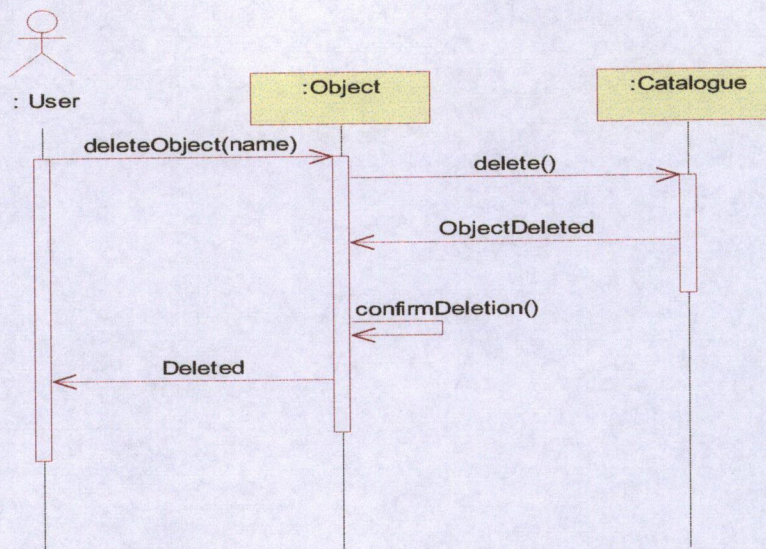 :Object
:Catalogue
: User
deleteObject(name)
delete()
ObjectDeleted
confirmDeletion()
Deleted